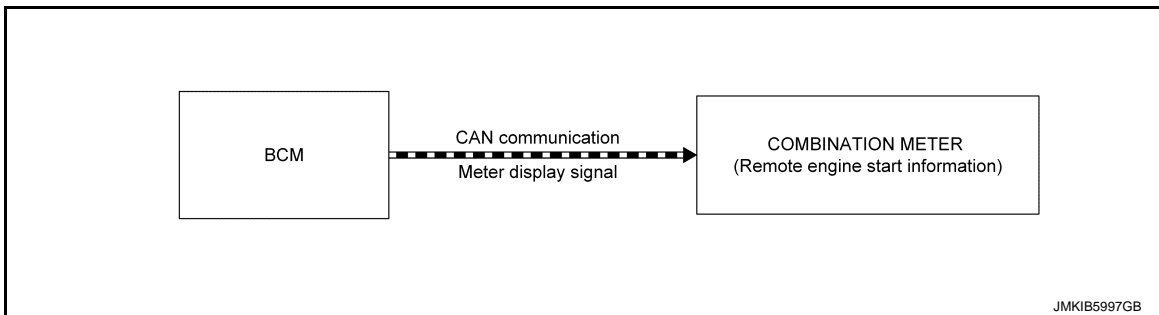 BCM
CAN communication
Meter display signal
COMBINATION METER
(Remote engine start information)
JMKIB5997GB